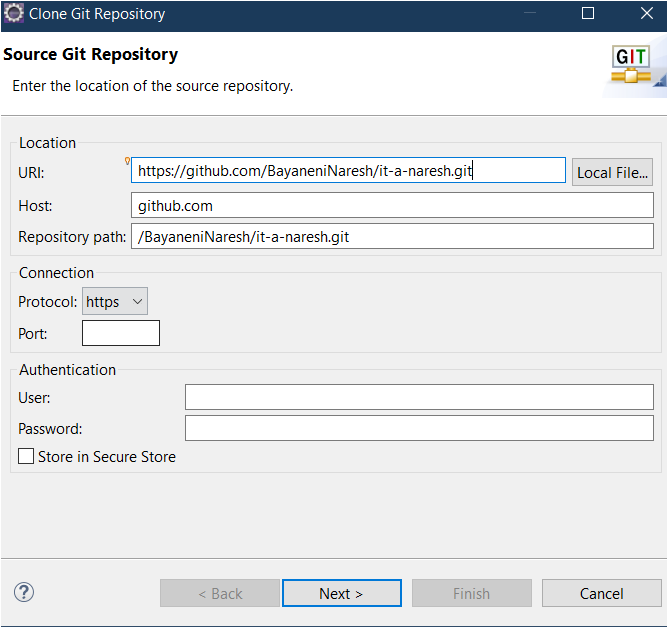 Clone Git Repository
Source Git Repository
GIT
Enter the location of the source repository.
Location
URI: https://github.com/BayaneniNaresh/it-a-naresh.git Local File...
Host: github.com
Repository path: /BayaneniNaresh/it-a-naresh.git
Connection
Protocol: https
Port:
Authentication
User:
Password:
Store in Secure Store
? < Back Next > Finish Cancel